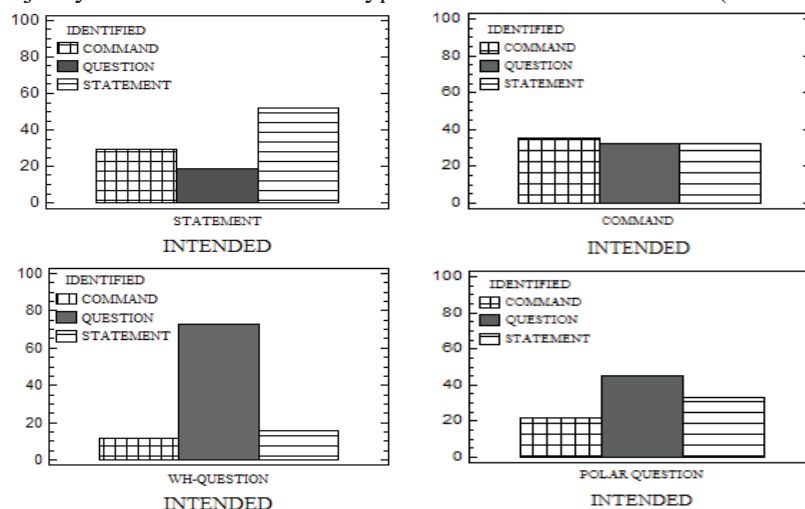 IDENTIFIED
COMMAND
QUESTION
STATEMENT
100
80
60
40
20
0
STATEMENT
INTENDED
IDENTIFIED
COMMAND
QUESTION
STATEMENT
100
80
60
40
20
0
COMMAND
INTENDED
IDENTIFIED
COMMAND
QUESTION
STATEMENT
100
80
60
40
20
0
WH-QUESTION
INTENDED
IDENTIFIED
COMMAND
QUESTION
STATEMENT
100
80
60
40
20
0
POLAR QUESTION
INTENDED